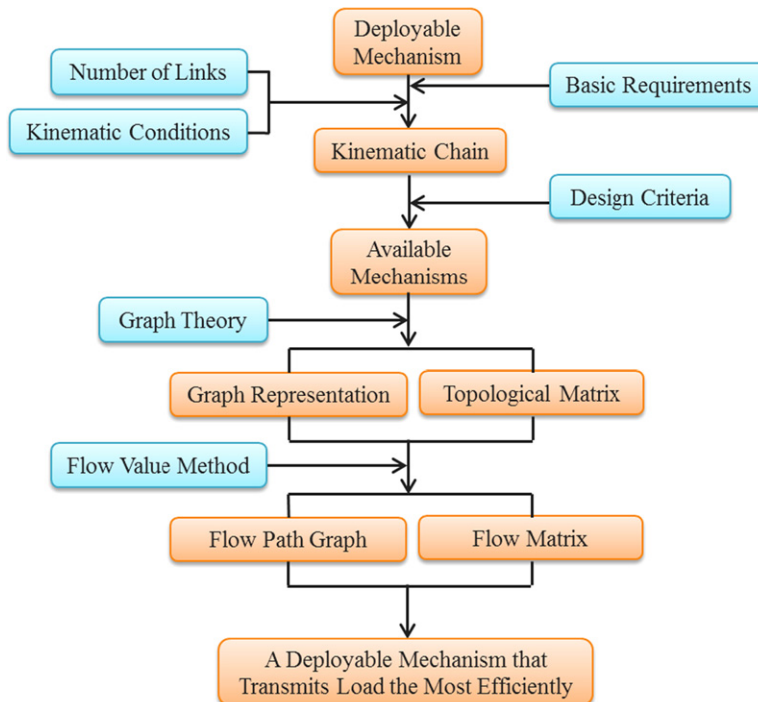 Deployable
Mechanism
Number of Links
Basic Requirements
Kinematic Conditions
Kinematic Chain
Design Criteria
Available
Mechanisms
Graph Theory
Graph Representation
Topological Matrix
Flow Value Method
Flow Path Graph
Flow Matrix
A Deployable Mechanism that
Transmits Load the Most Efficiently